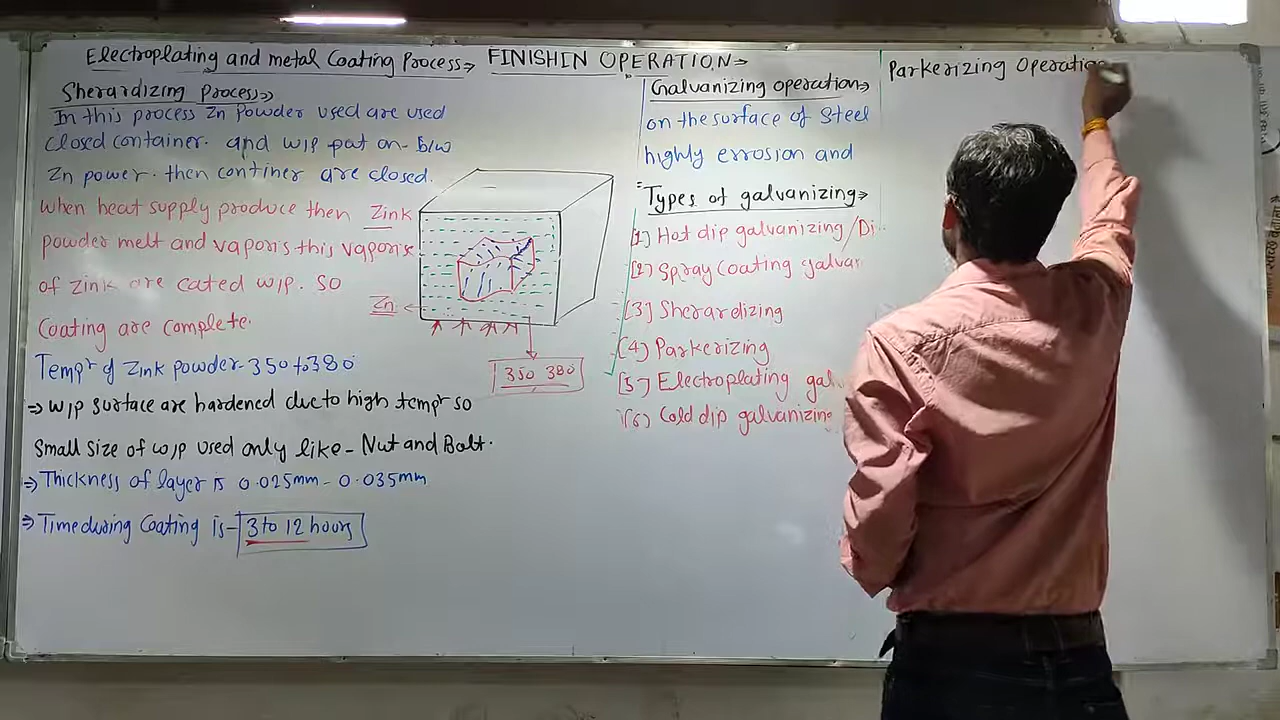 Electroplating and metal Coating Process⇒ FINISHIN OPERATION⇒
Sherardizing Process⇒
In this process Zn Powder used are used
closed container. and w/p put on- b/w
Zn power. then continer are closed.
When heat supply produce then Zink
powder melt and vaporis this vaporise
of zink are cated w/p. so
Coating are complete.
Tempr of Zink powder-350 to 380
⇒ w/p surface are hardened due to high tempr so
Small size of w/p used only like- Nut and Bolt.
⇒ Thickness of layer is 0.025mm - 0.035mm
⇒ Time during Coating is- 3 to 12 hours
Zn
350 380
Galvanizing operation⇒
on the surface of Steel
highly errosion and
Types of galvanizing⇒
[1] Hot dip galvanizing/Di..
[2] Spray Coating galvan
[3] Sherardizing
[4] Parkerizing
[5] Electroplating gal
[6] Cold dip galvanizing
Parkerizing Operation